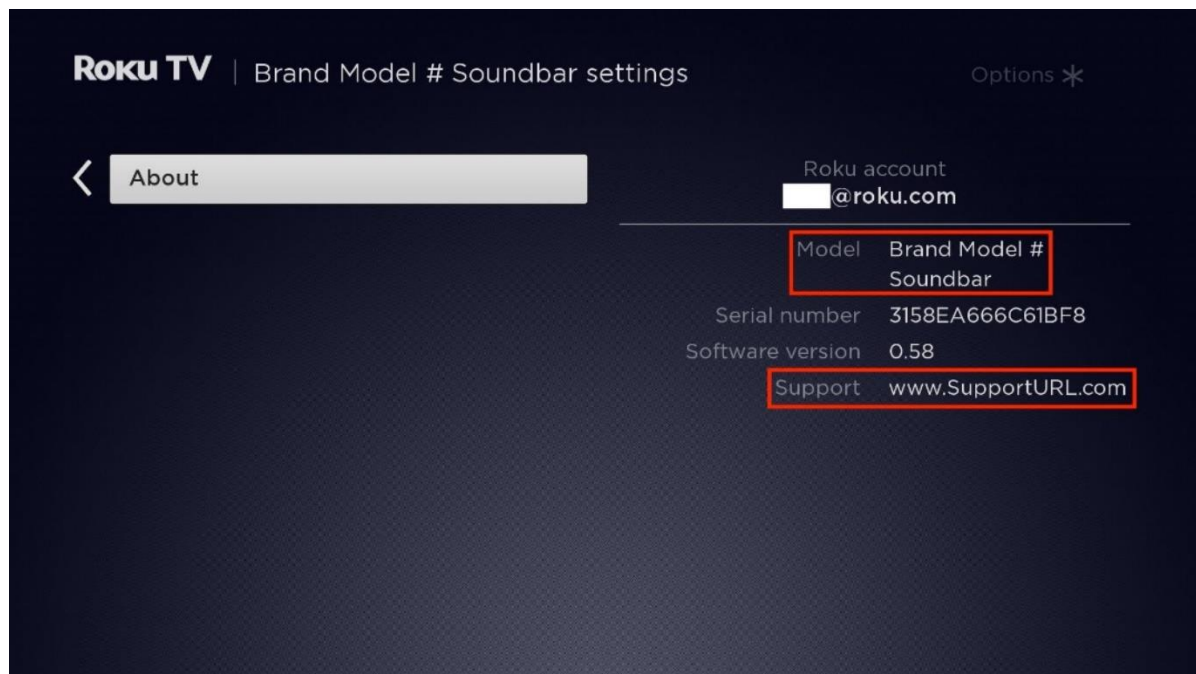 Roku TV | Brand Model # Soundbar settings
Options *
About
Roku account
@roku.com
Model Brand Model #
Soundbar
Serial number 3158EA666C61BF8
Software version 0.58
Support www.SupportURL.com